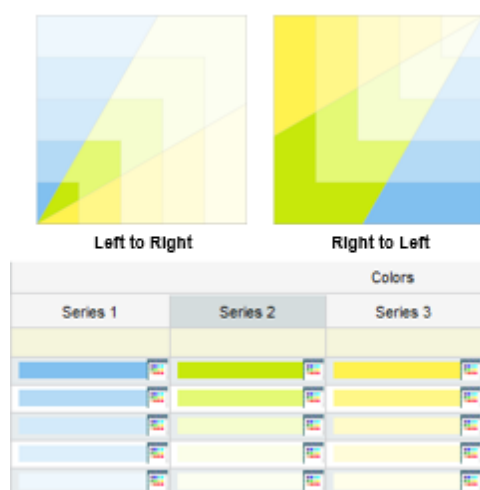 Left to Right
Right to Left
Colors
Series 1
Series 2
Series 3